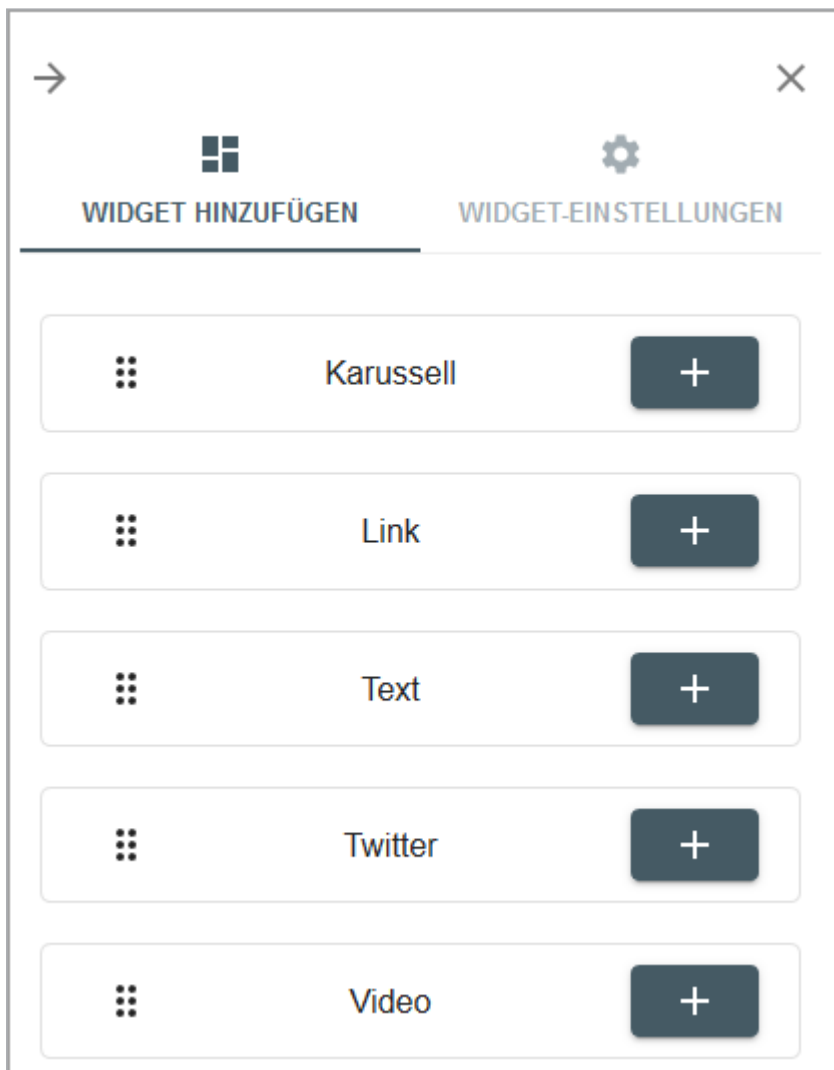 WIDGET HINZUFÜGEN
WIDGET-EINSTELLUNGEN
Karussell
Link
Text
Twitter
Video